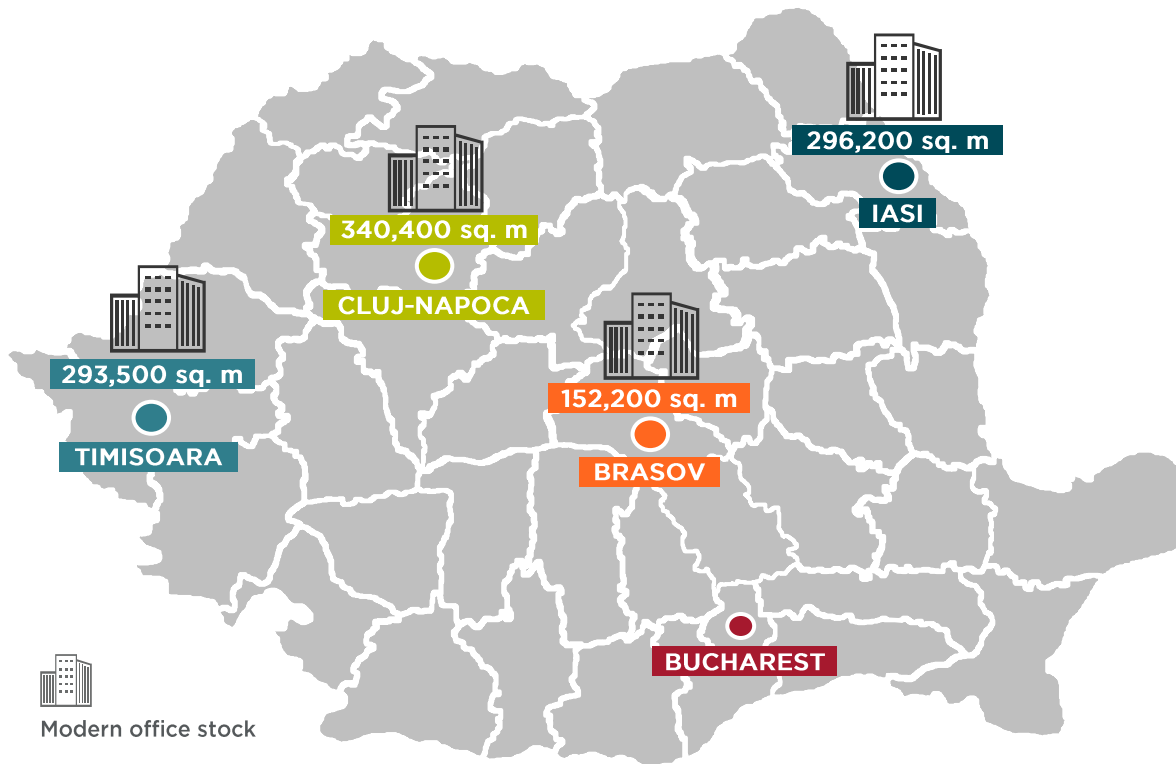 296,200 sq. m
IASI
340,400 sq. m
CLUJ-NAPOCA
293,500 sq. m
TIMISOARA
152,200 sq. m
BRASOV
BUCHAREST
Modern office stock